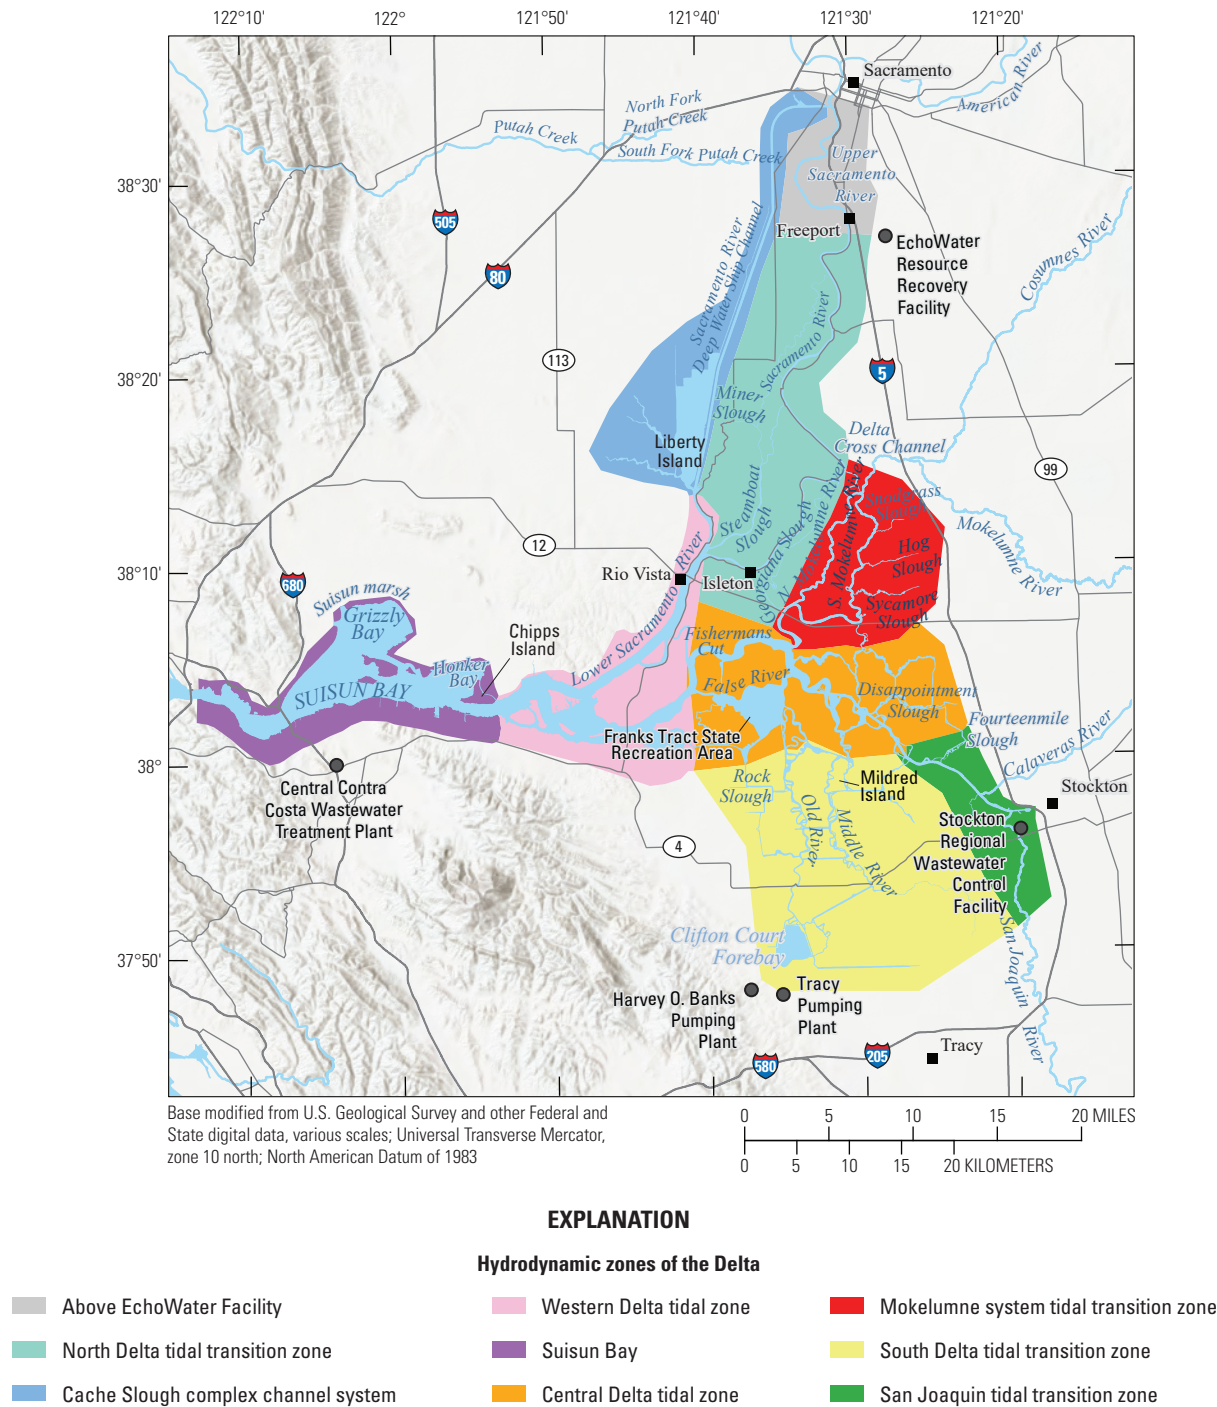 122°10'
122°
121°50'
121°40'
121°30'
121°20'
Sacramento
American River
North Fork
Putah Creek
Putah Creek
South Fork Putah Creek
Upper
Sacramento
River
38°30'
505
Freeport
EchoWater
Resource
Recovery
Facility
Cosumnes River
80
Sacramento River
Deep Water Ship Channel
Sacramento River
113
38°20'
5
Miner
Slough
Delta
Cross Channel
Liberty
Island
99
Steamboat
Slough
Georgiana Slough
N. Mokelumne River
S. Mokelumne River
Snodgrass
Slough
Mokelumne River
12
Hog
Slough
38°10'
Rio Vista
Isleton
680
Suisun marsh
Sycamore
Slough
Grizzly
Bay
Chipps
Island
Lower Sacramento River
Fishermans
Cut
Honker
Bay
False River
SUISUN BAY
Disappointment
Slough
Fourteenmile
Slough
Franks Tract State
Recreation Area
Calaveras River
38°
Central Contra
Costa Wastewater
Treatment Plant
Rock
Slough
Mildred
Island
Stockton
Old River
Middle River
Stockton
Regional
Wastewater
Control
Facility
4
Clifton Court
Forebay
37°50'
San Joaquin River
Harvey O. Banks
Pumping
Plant
Tracy
Pumping
Plant
580
205
Tracy
Base modified from U.S. Geological Survey and other Federal and
State digital data, various scales; Universal Transverse Mercator,
zone 10 north; North American Datum of 1983
0 5 10 15 20 MILES
0 5 10 15 20 KILOMETERS
EXPLANATION
Hydrodynamic zones of the Delta
Above EchoWater Facility
North Delta tidal transition zone
Cache Slough complex channel system
Western Delta tidal zone
Suisun Bay
Central Delta tidal zone
Mokelumne system tidal transition zone
South Delta tidal transition zone
San Joaquin tidal transition zone